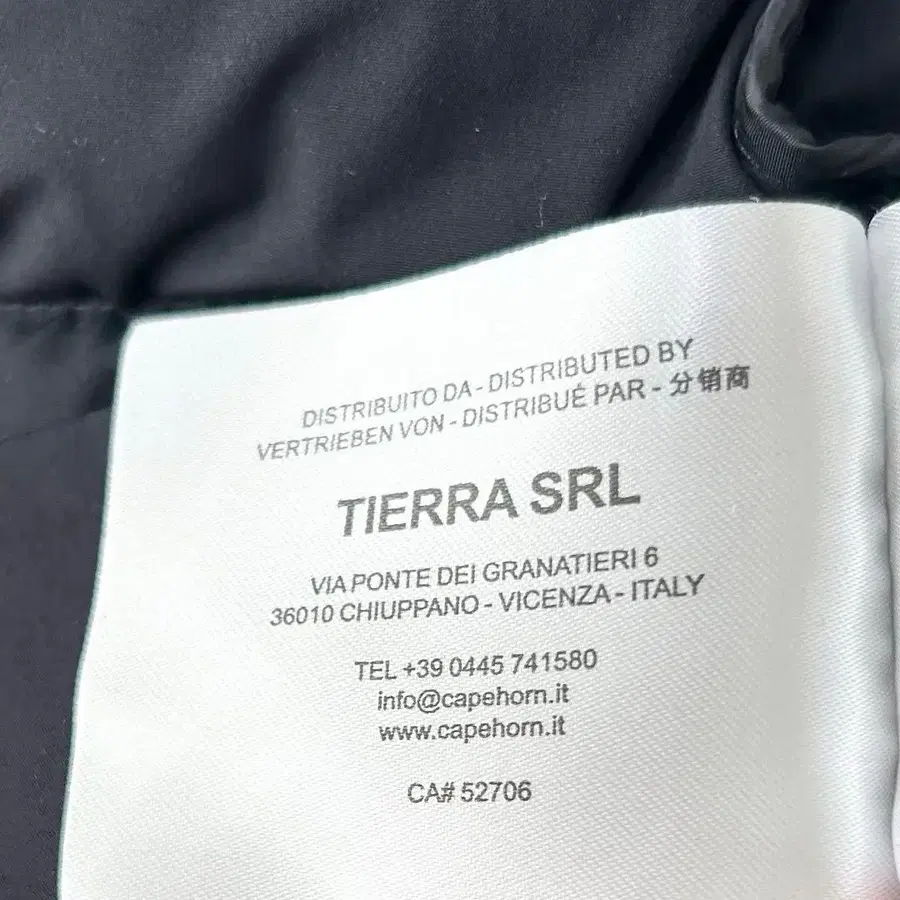 DISTRIBUITO DA - DISTRIBUTED BY
VERTRIEBEN VON - DISTRIBUÉ PAR - 分销商
TIERRA SRL
VIA PONTE DEI GRANATIERI 6
36010 CHIUPPANO - VICENZA - ITALY
TEL +39 0445 741580
info@capehorn.it
www.capehorn.it
CA# 52706